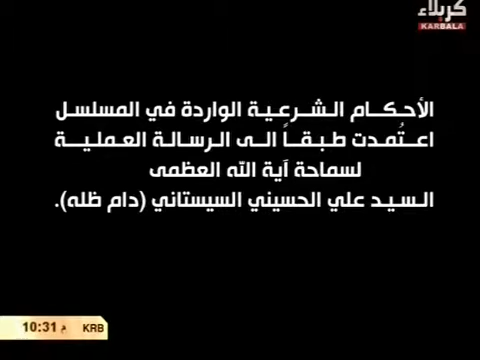 كربلاء
KARBALA
الأحكام الشرعية الواردة في المسلسل
اعتُمدت طبقاً الى الرسالة العملية
لسماحة آية الله العظمى
السيد علي الحسيني السيستاني (دام ظله).
10:31 م KRB